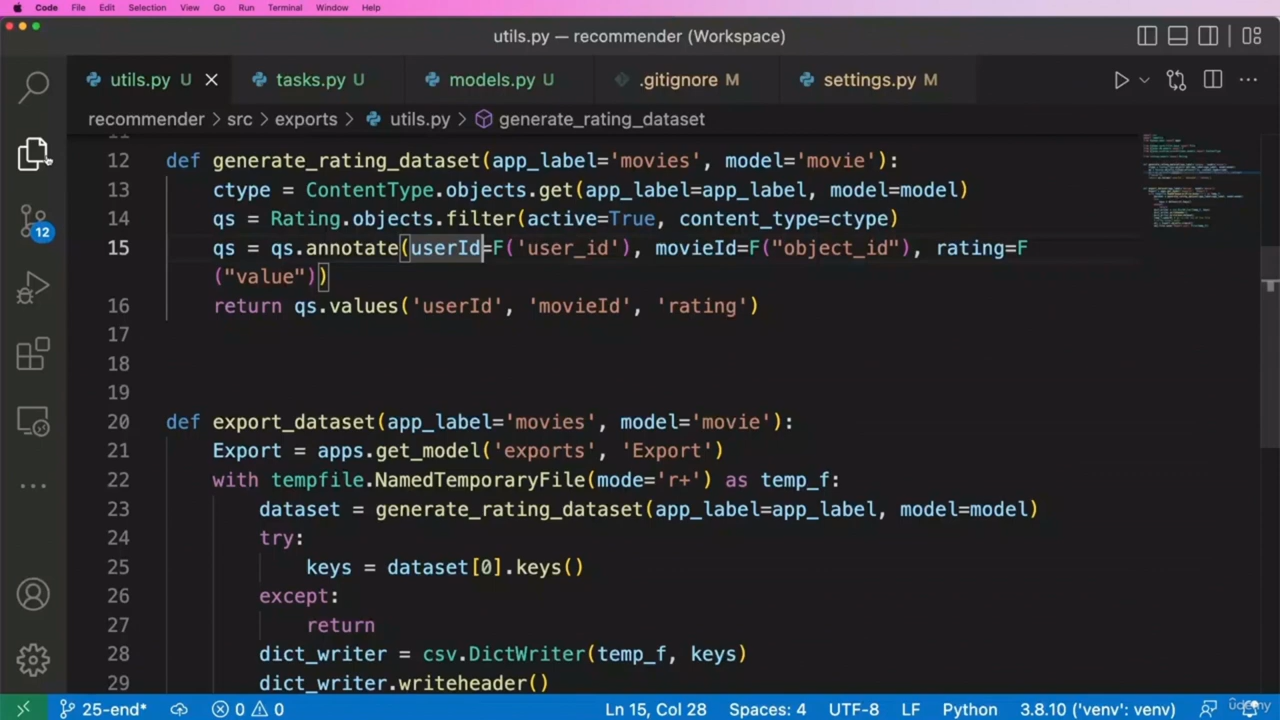 Code File Edit Selection View Go Run Terminal Window Help
utils.py — recommender (Workspace)
utils.py U tasks.py U models.py U .gitignore M settings.py M
recommender > src > exports > utils.py > generate_rating_dataset
11
12 def generate_rating_dataset(app_label='movies', model='movie'):
13 ctype = ContentType.objects.get(app_label=app_label, model=model)
14 qs = Rating.objects.filter(active=True, content_type=ctype)
15 qs = qs.annotate(userId=F('user_id'), movieId=F("object_id"), rating=F
("value"))
16 return qs.values('userId', 'movieId', 'rating')
17
18
19
20 def export_dataset(app_label='movies', model='movie'):
21 Export = apps.get_model('exports', 'Export')
22 with tempfile.NamedTemporaryFile(mode='r+') as temp_f:
23 dataset = generate_rating_dataset(app_label=app_label, model=model)
24 try:
25 keys = dataset[0].keys()
26 except:
27 return
28 dict_writer = csv.DictWriter(temp_f, keys)
29 dict_writer.writeheader()
12
25-end* 0 0 Ln 15, Col 28 Spaces: 4 UTF-8 LF Python 3.8.10 ('venv': venv)
udemy